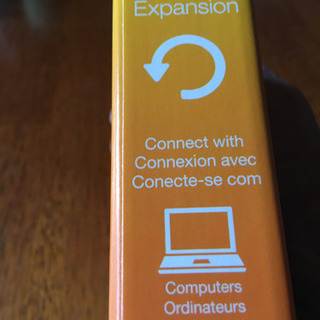 Expansion
Connect with
Connexion avec
Conecte-se com
Computers
Ordinateurs